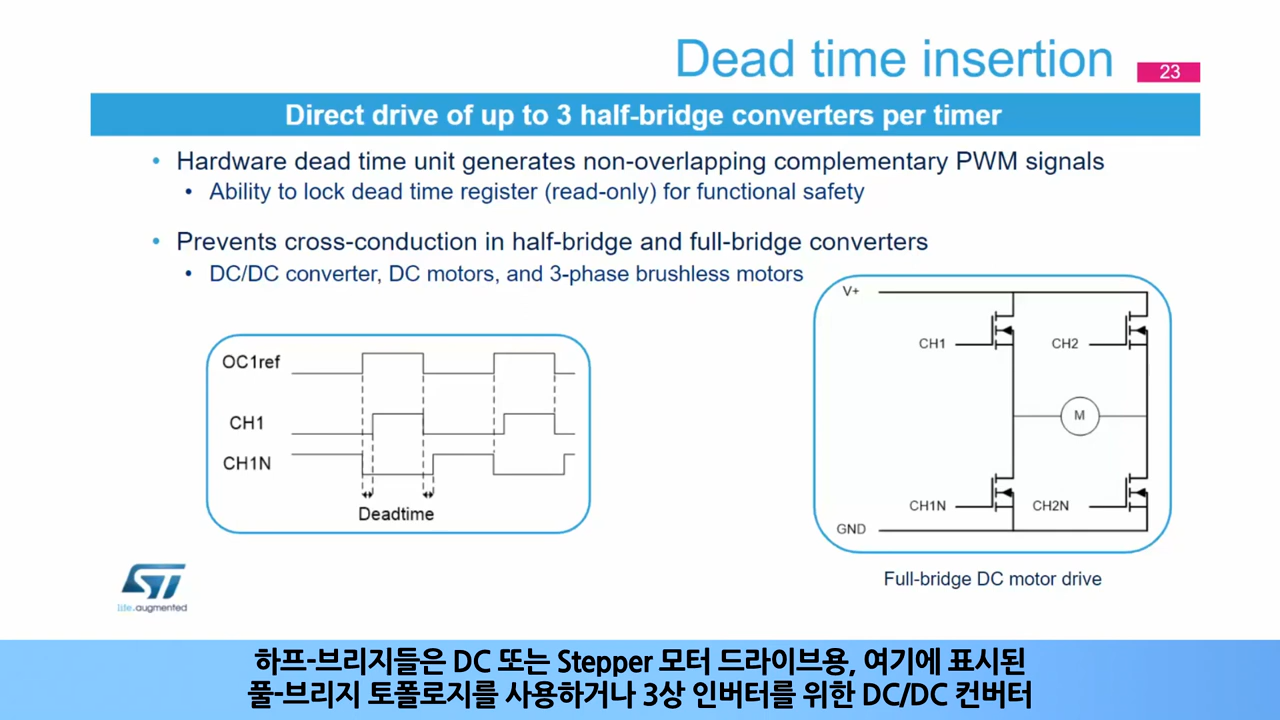 Dead time insertion
23
Direct drive of up to 3 half-bridge converters per timer
• Hardware dead time unit generates non-overlapping complementary PWM signals
• Ability to lock dead time register (read-only) for functional safety
• Prevents cross-conduction in half-bridge and full-bridge converters
• DC/DC converter, DC motors, and 3-phase brushless motors
OC1ref
CH1
CH1N
Deadtime
V+
CH1
CH2
M
CH1N
CH2N
GND
Full-bridge DC motor drive
ST
life.augmented
하프-브리지들은 DC 또는 Stepper 모터 드라이브용, 여기에 표시된
풀-브리지 토폴로지를 사용하거나 3상 인버터를 위한 DC/DC 컨버터